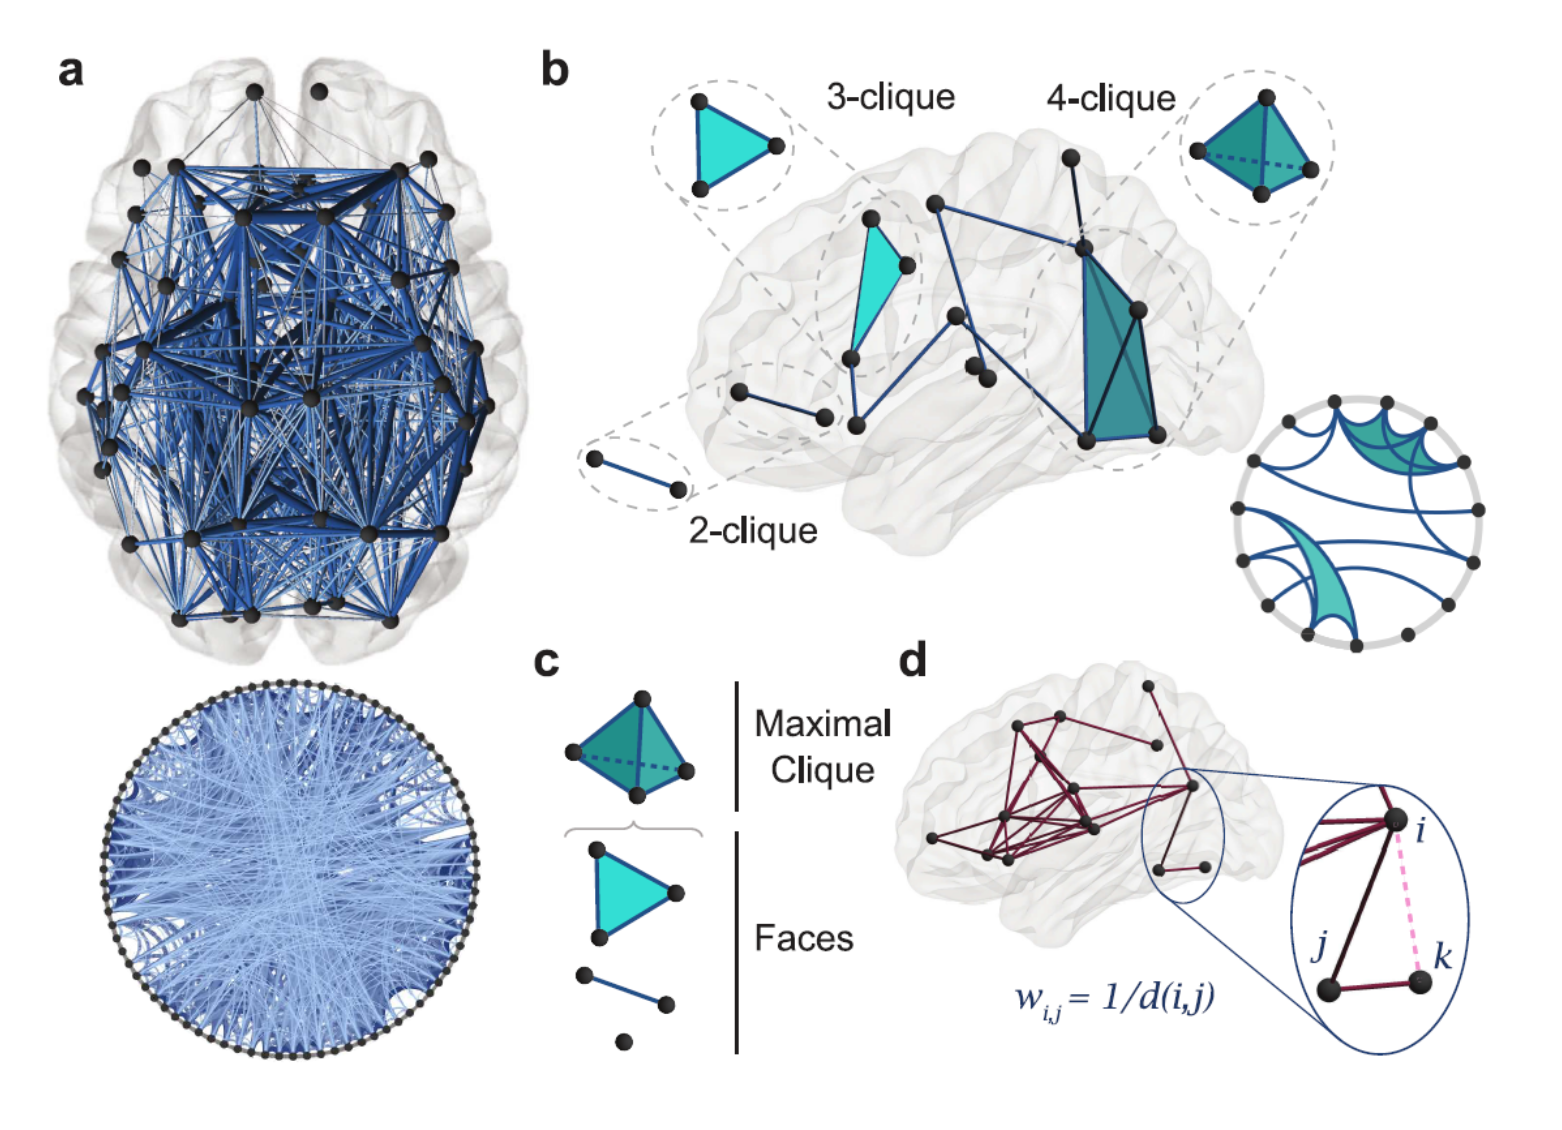 a
b
3-clique
4-clique
2-clique
c
Maximal
Clique
Faces
d
i
j
k
w_{i,j} = 1/d(i,j)